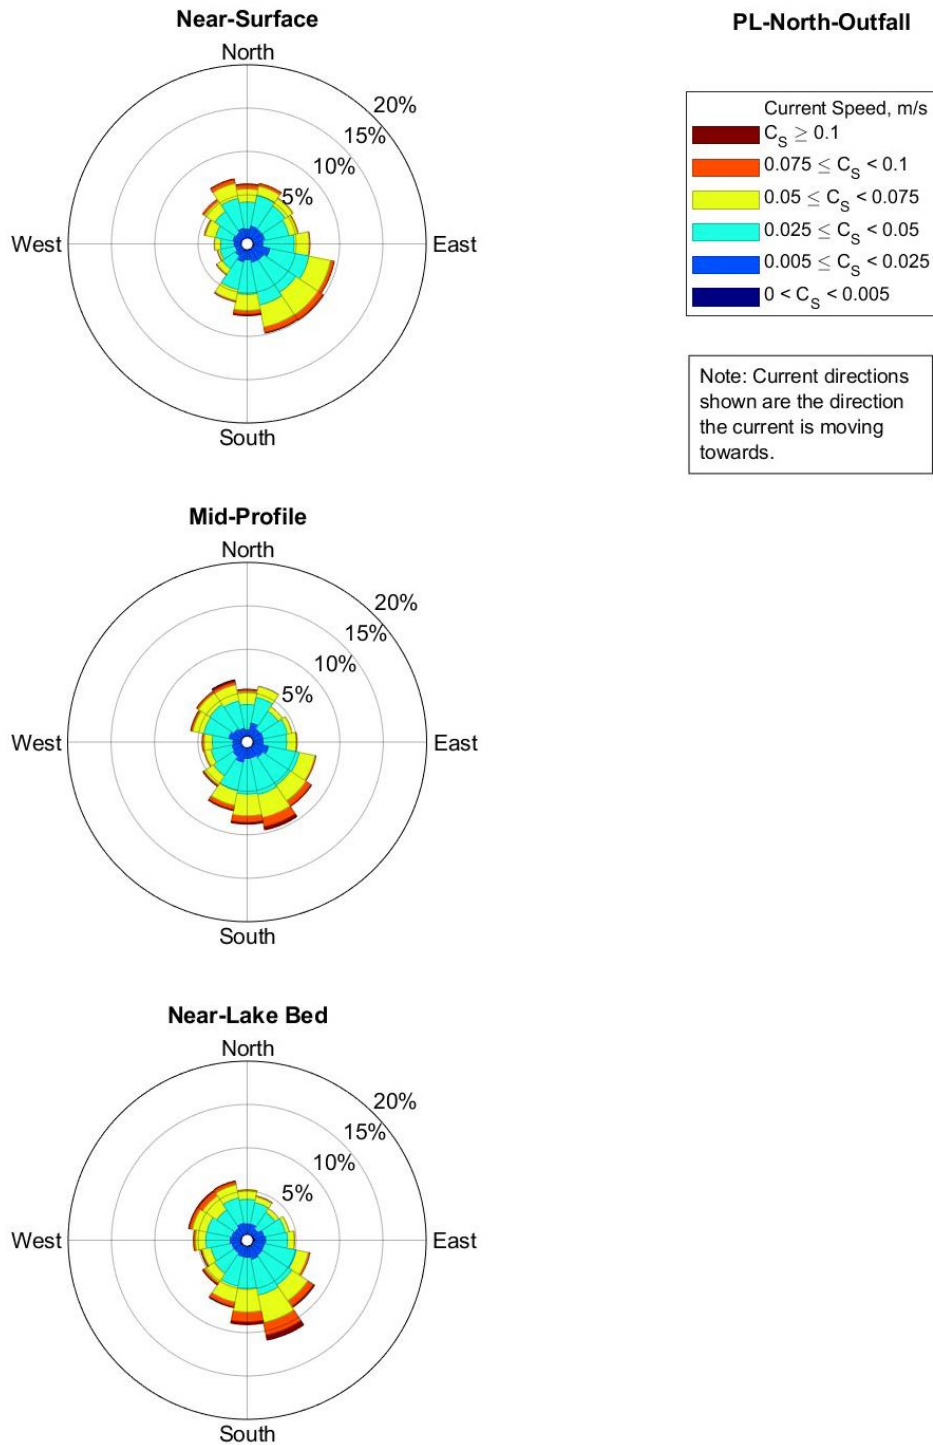 Near-Surface
North
20%
15%
10%
5%
West
East
South
PL-North-Outfall
Current Speed, m/s
C_S ≥ 0.1
0.075 ≤ C_S < 0.1
0.05 ≤ C_S < 0.075
0.025 ≤ C_S < 0.05
0.005 ≤ C_S < 0.025
0 < C_S < 0.005
Note: Current directions
shown are the direction
the current is moving
towards.
Mid-Profile
North
20%
15%
10%
5%
West
East
South
Near-Lake Bed
North
20%
15%
10%
5%
West
East
South